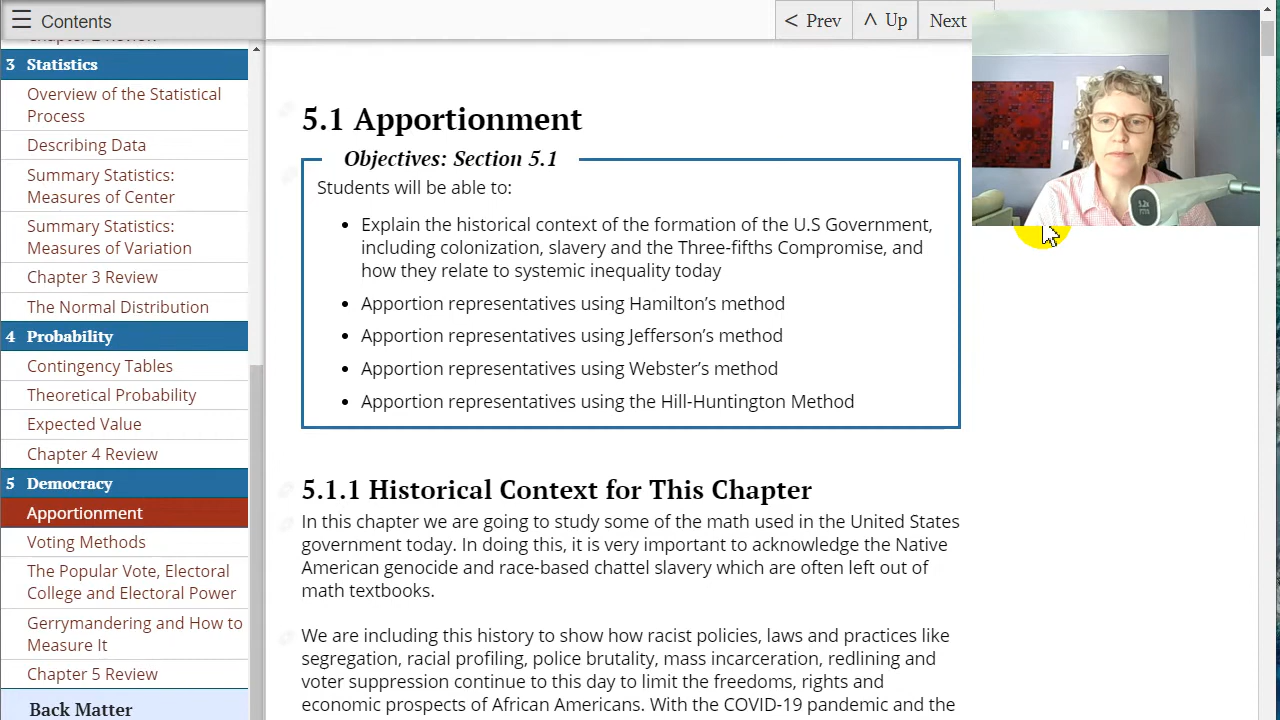 Contents
< Prev
^ Up
Next
3 Statistics
Overview of the Statistical
Process
Describing Data
Summary Statistics:
Measures of Center
Summary Statistics:
Measures of Variation
Chapter 3 Review
The Normal Distribution
4 Probability
Contingency Tables
Theoretical Probability
Expected Value
Chapter 4 Review
5 Democracy
Apportionment
Voting Methods
The Popular Vote, Electoral
College and Electoral Power
Gerrymandering and How to
Measure It
Chapter 5 Review
Back Matter
5.1 Apportionment
Objectives: Section 5.1
Students will be able to:
• Explain the historical context of the formation of the U.S Government,
including colonization, slavery and the Three-fifths Compromise, and
how they relate to systemic inequality today
• Apportion representatives using Hamilton’s method
• Apportion representatives using Jefferson’s method
• Apportion representatives using Webster’s method
• Apportion representatives using the Hill-Huntington Method
5.1.1 Historical Context for This Chapter
In this chapter we are going to study some of the math used in the United States
government today. In doing this, it is very important to acknowledge the Native
American genocide and race-based chattel slavery which are often left out of
math textbooks.
We are including this history to show how racist policies, laws and practices like
segregation, racial profiling, police brutality, mass incarceration, redlining and
voter suppression continue to this day to limit the freedoms, rights and
economic prospects of African Americans. With the COVID-19 pandemic and the